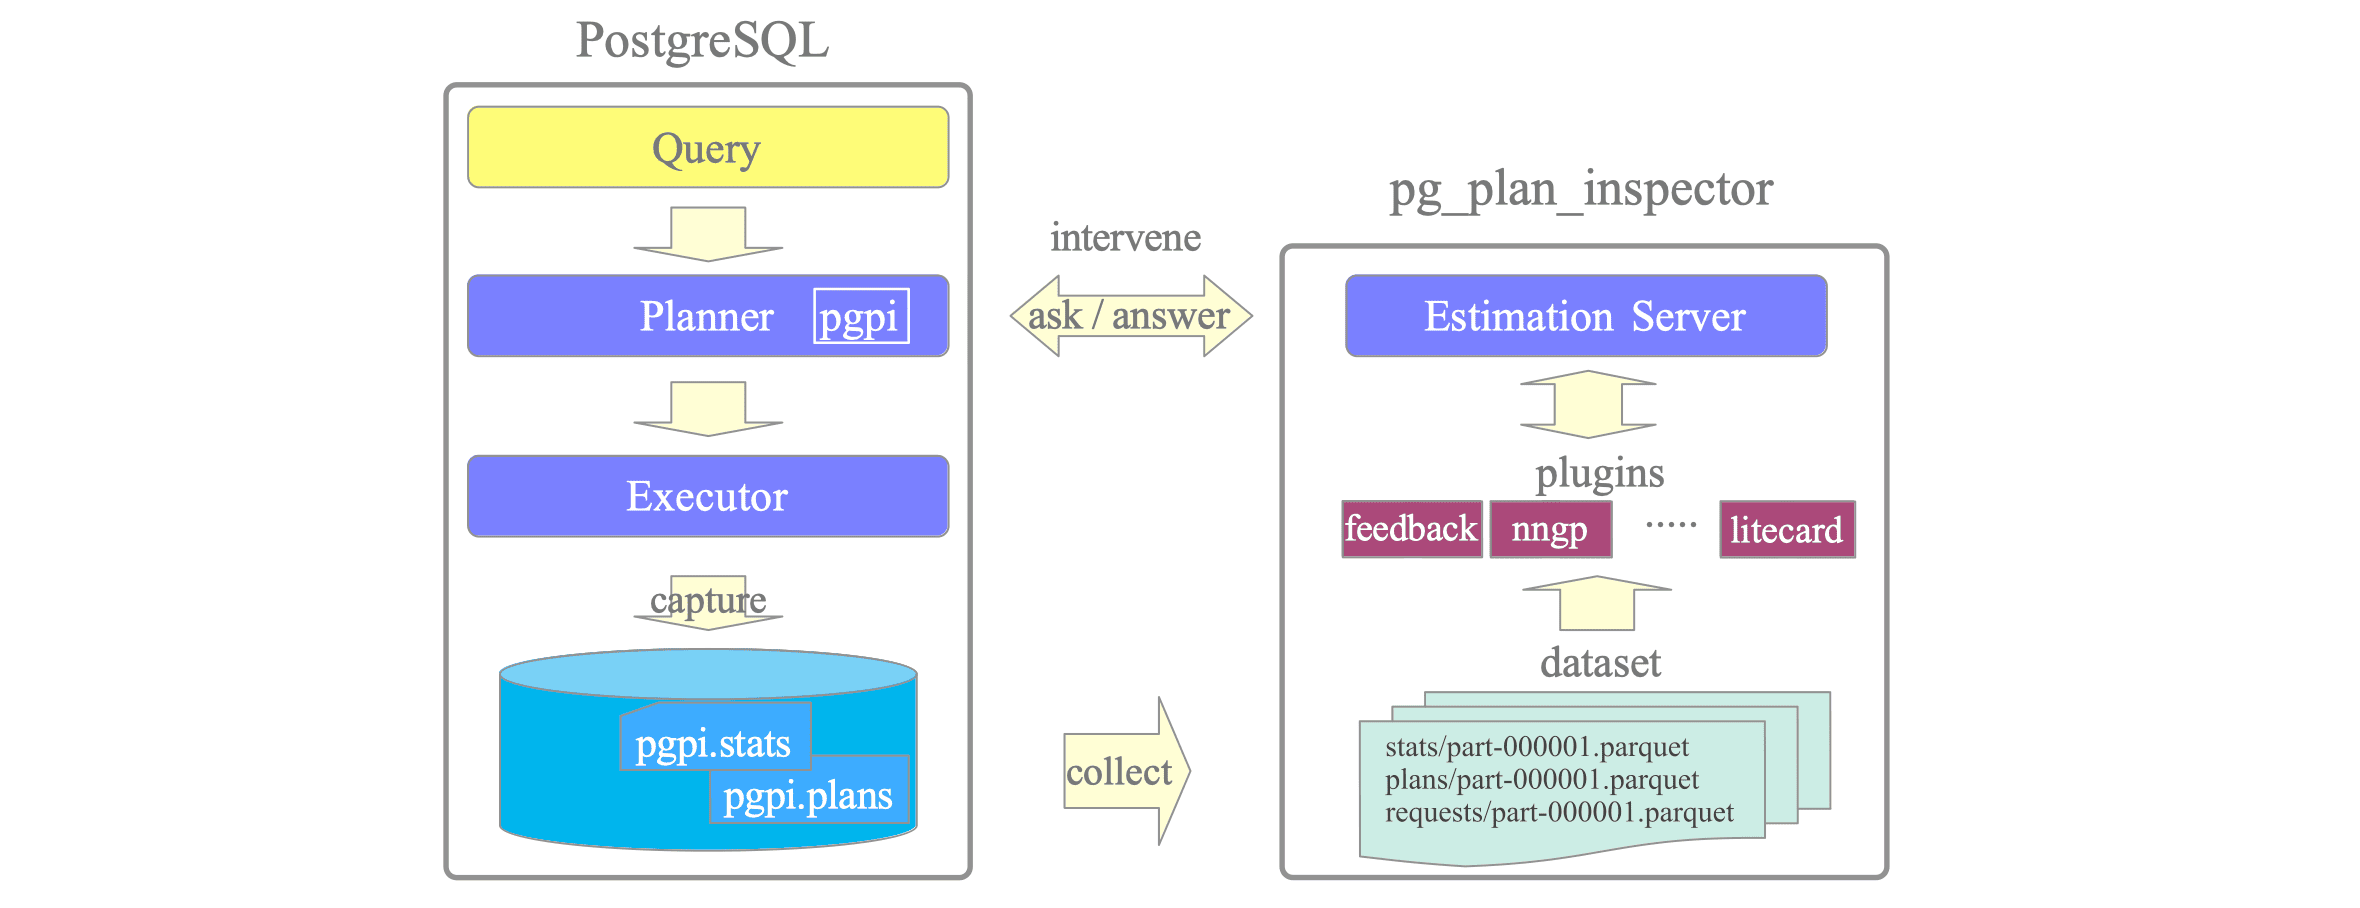 PostgreSQL
Query
Planner
pgpi
Executor
capture
pgpi.stats
pgpi.plans
intervene
ask / answer
collect
pg_plan_inspector
Estimation Server
plugins
feedback
nngp
.....
litecard
dataset
stats/part-000001.parquet
plans/part-000001.parquet
requests/part-000001.parquet